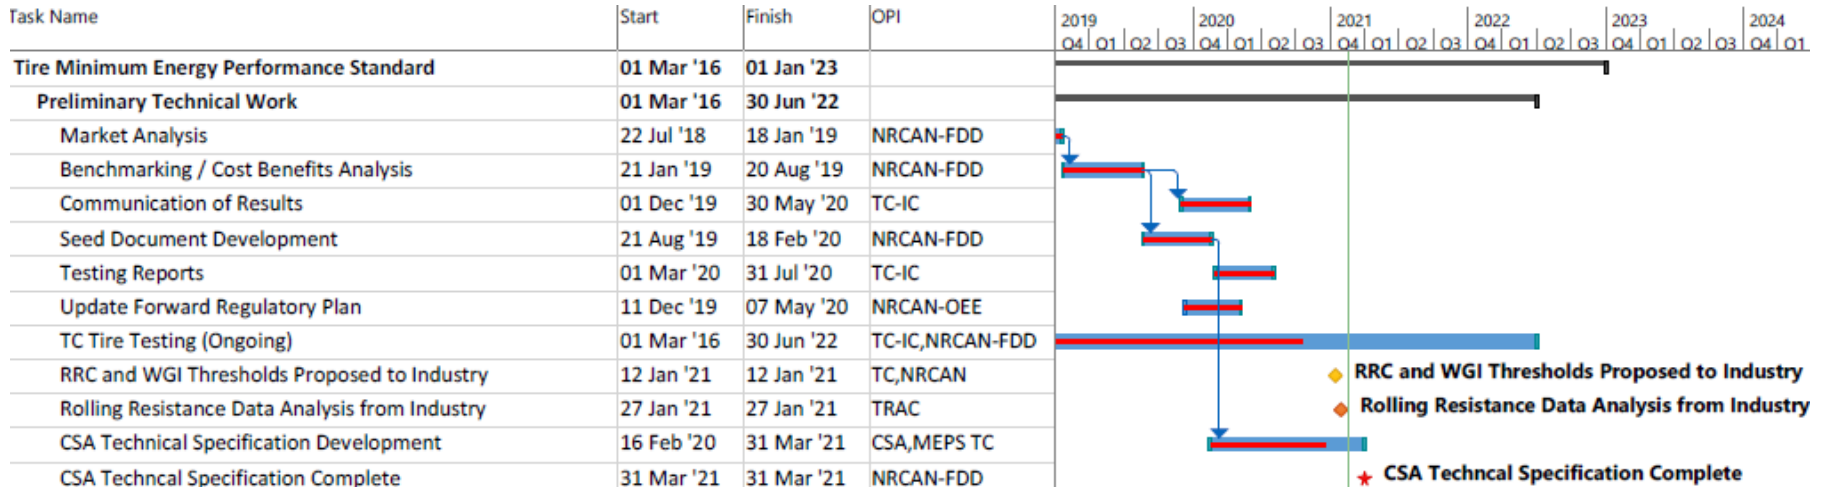 Task Name Start Finish OPI 2019 2020 2021 2022 2023 2024
Q4 Q1 Q2 Q3 Q4 Q1 Q2 Q3 Q4 Q1 Q2 Q3 Q4 Q1 Q2 Q3 Q4 Q1 Q2 Q3 Q4 Q1
Tire Minimum Energy Performance Standard 01 Mar '16 01 Jan '23
Preliminary Technical Work 01 Mar '16 30 Jun '22
Market Analysis 22 Jul '18 18 Jan '19 NRCAN-FDD
Benchmarking / Cost Benefits Analysis 21 Jan '19 20 Aug '19 NRCAN-FDD
Communication of Results 01 Dec '19 30 May '20 TC-IC
Seed Document Development 21 Aug '19 18 Feb '20 NRCAN-FDD
Testing Reports 01 Mar '20 31 Jul '20 TC-IC
Update Forward Regulatory Plan 11 Dec '19 07 May '20 NRCAN-OEE
TC Tire Testing (Ongoing) 01 Mar '16 30 Jun '22 TC-IC,NRCAN-FDD
RRC and WGI Thresholds Proposed to Industry 12 Jan '21 12 Jan '21 TC,NRCAN RRC and WGI Thresholds Proposed to Industry
Rolling Resistance Data Analysis from Industry 27 Jan '21 27 Jan '21 TRAC Rolling Resistance Data Analysis from Industry
CSA Technical Specification Development 16 Feb '20 31 Mar '21 CSA,MEPS TC
CSA Techncal Specification Complete 31 Mar '21 31 Mar '21 NRCAN-FDD CSA Techncal Specification Complete